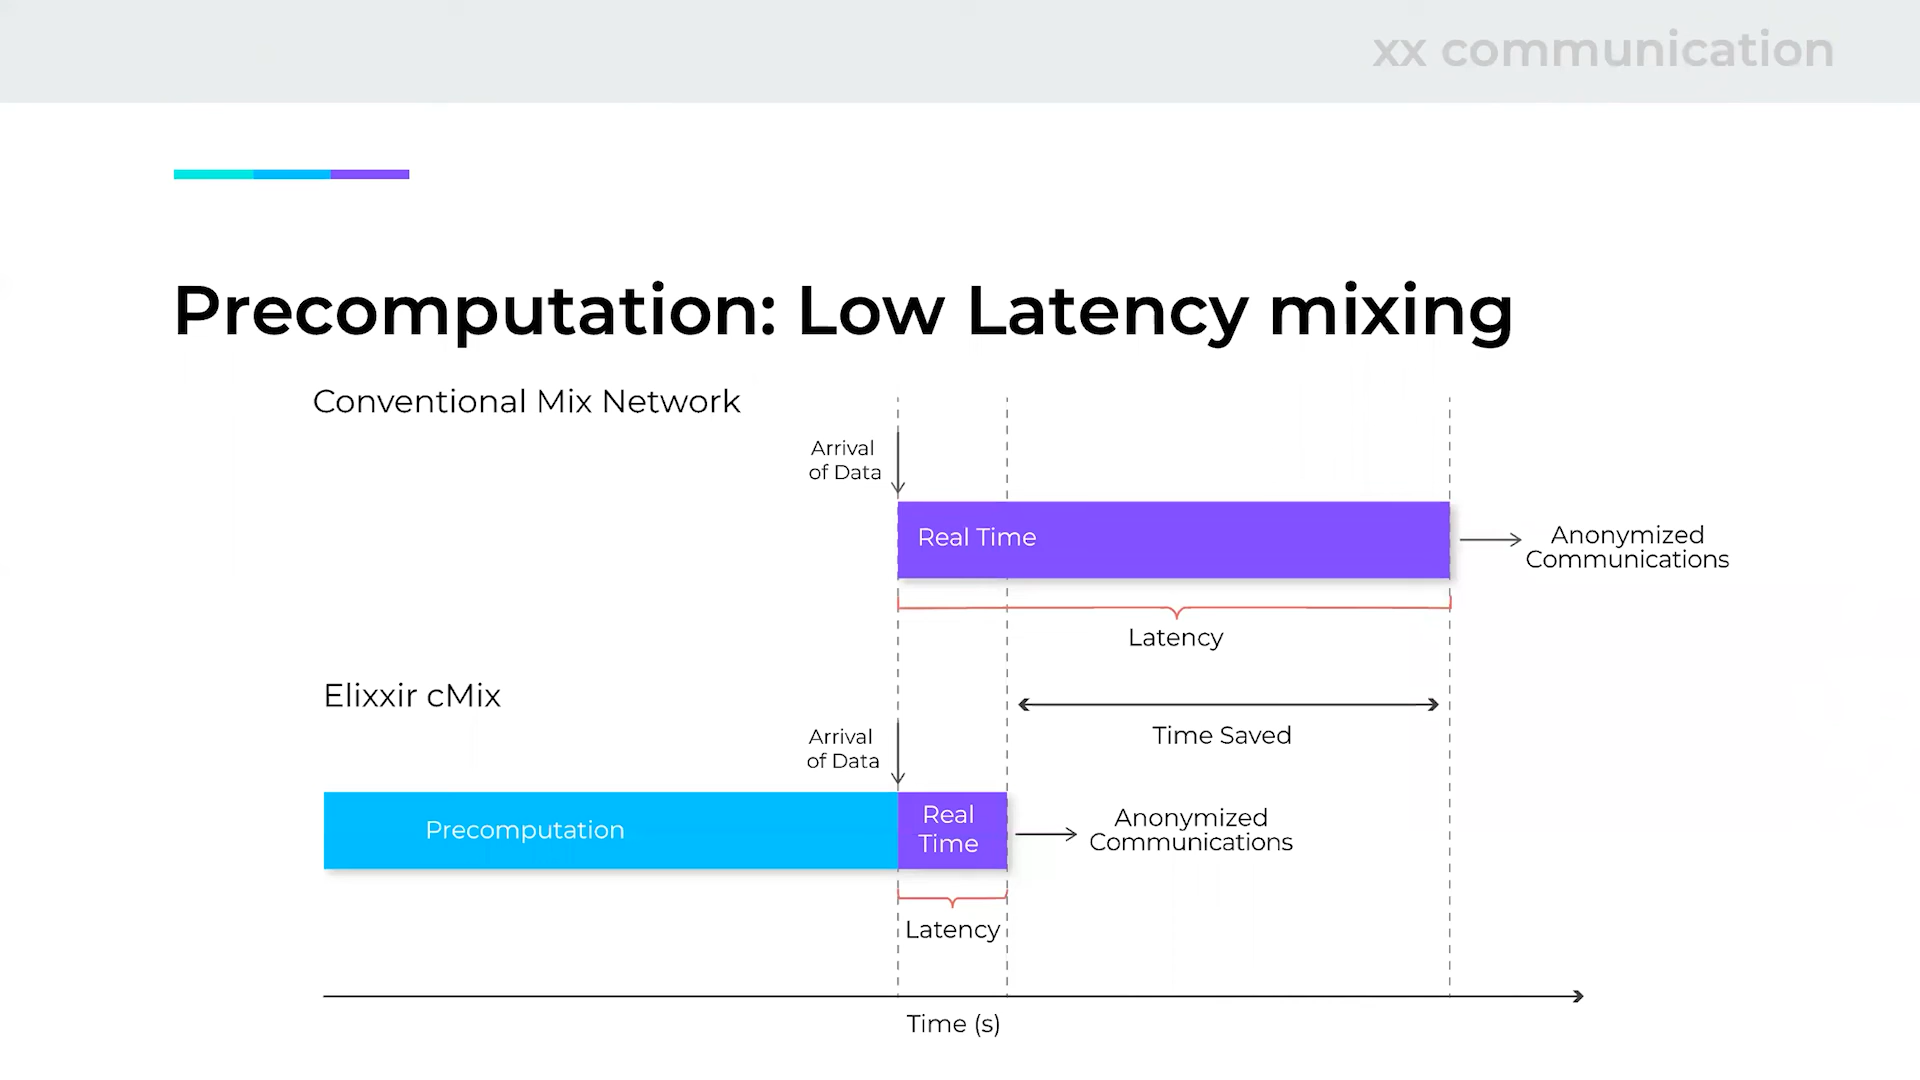 xx communication
Precomputation: Low Latency mixing
Conventional Mix Network
Arrival
of Data
Real Time
Anonymized
Communications
Latency
Elixxir cMix
Time Saved
Arrival
of Data
Precomputation
Real
Time
Anonymized
Communications
Latency
Time (s)